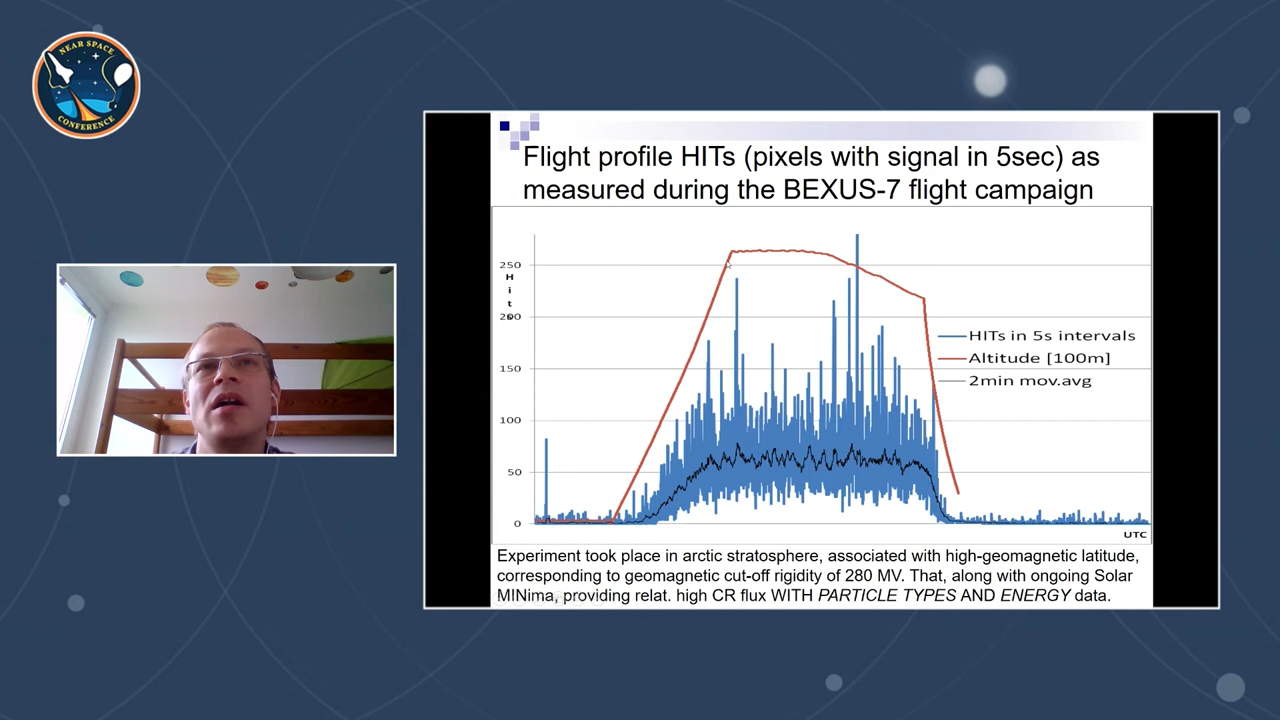 NEAR SPACE
CONFERENCE
Flight profile HITs (pixels with signal in 5sec) as
measured during the BEXUS-7 flight campaign
250
Hits
200
150
100
50
0
HITs in 5s intervals
Altitude [100m]
2min mov.avg
UTC
Experiment took place in arctic stratosphere, associated with high-geomagnetic latitude,
corresponding to geomagnetic cut-off rigidity of 280 MV. That, along with ongoing Solar
MINima, providing relat. high CR flux WITH PARTICLE TYPES AND ENERGY data.